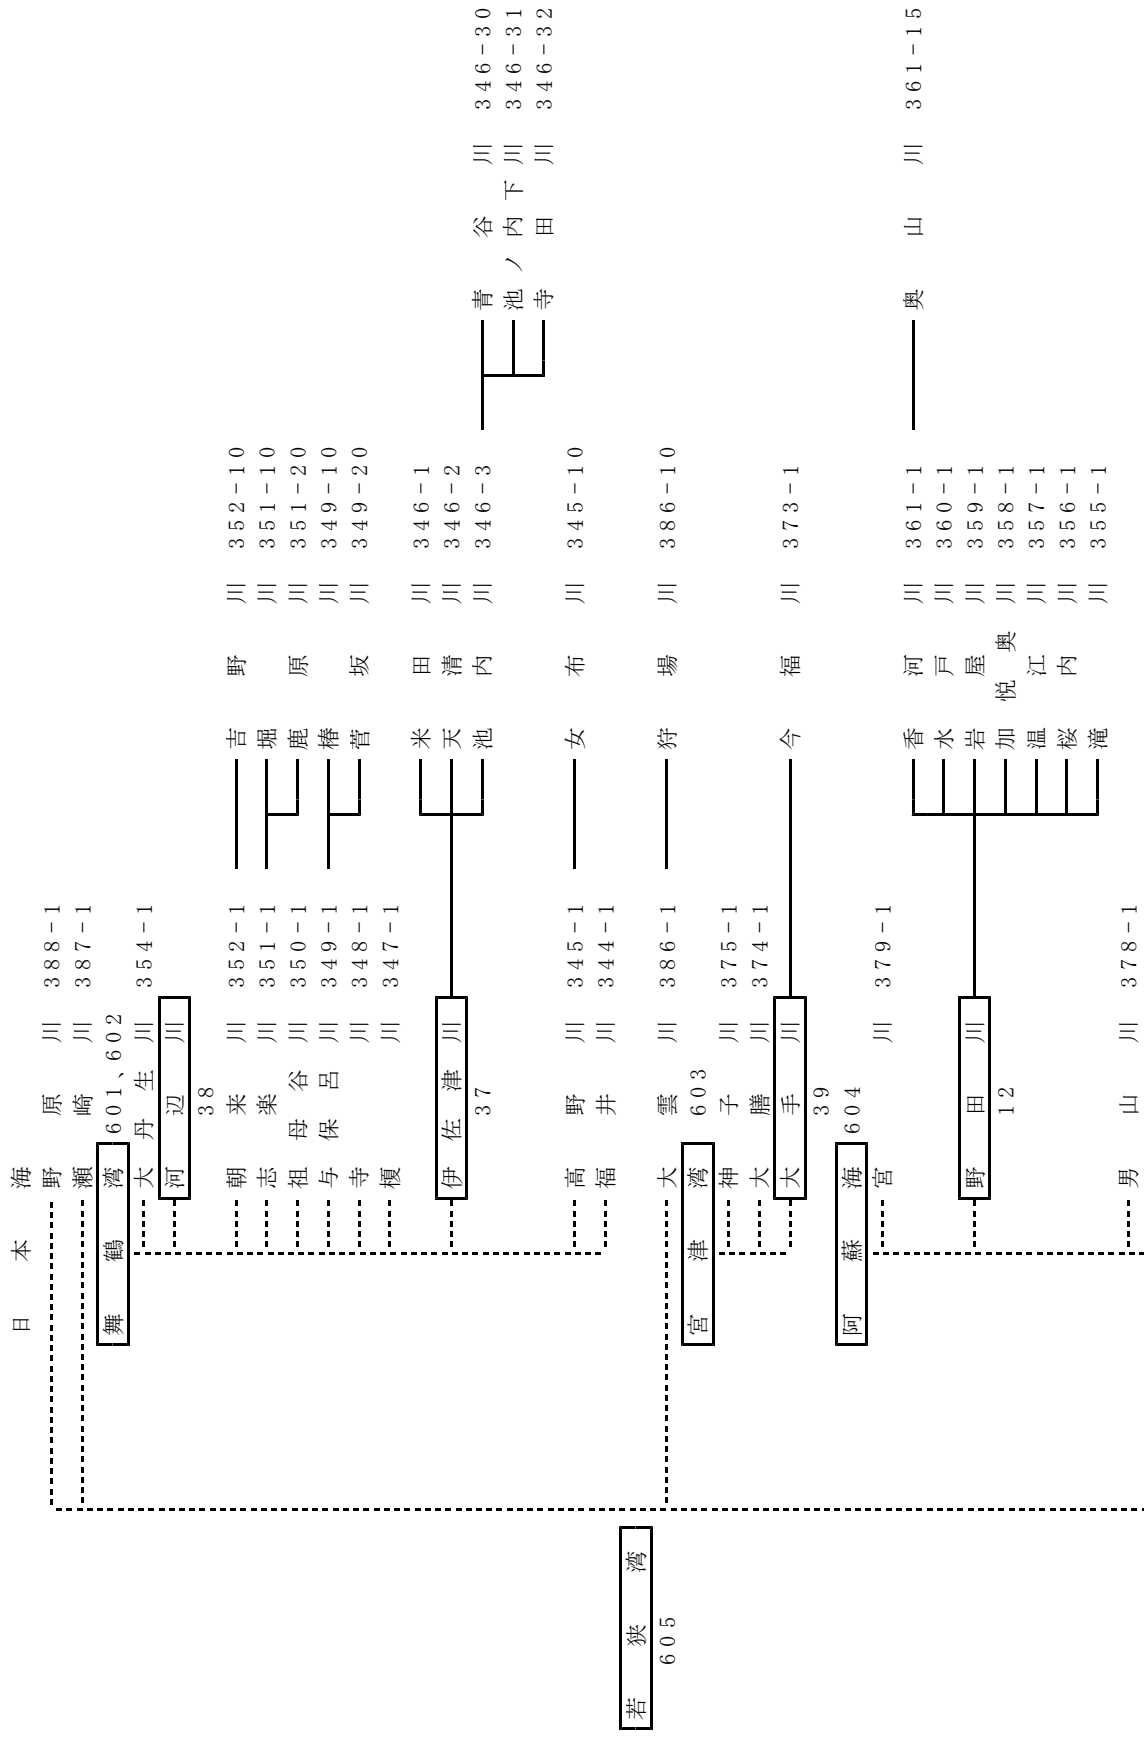 日本海
野原川 388-1
瀬崎川 387-1
舞鶴湾 601、602
大丹生川 354-1
河辺川
38
朝来川 352-1 吉野川 352-10
志楽川 351-1 堀川 351-10
祖母谷川 350-1 鹿原川 351-20
与保呂川 349-1 椿川 349-10
寺川 348-1 菅坂川 349-20
榎川 347-1
米田川 346-1
伊佐津川 天清川 346-2
37
池内川 346-3 青谷川 346-30
池ノ内下川 346-31
寺田川 346-32
高野川 345-1 女布川 345-10
福井川 344-1
若狭湾
605
大雲川 386-1 狩場川 386-10
宮津湾 603
神子川 375-1
大膳川 374-1
大手川 今福川 373-1
39
阿蘇海 604
宮川 379-1
香河川 361-1 奥山川 361-15
水戸川 360-1
野田川 岩屋川 359-1
12
加悦奥川 358-1
温江川 357-1
桜内川 356-1
滝川 355-1
男山川 378-1